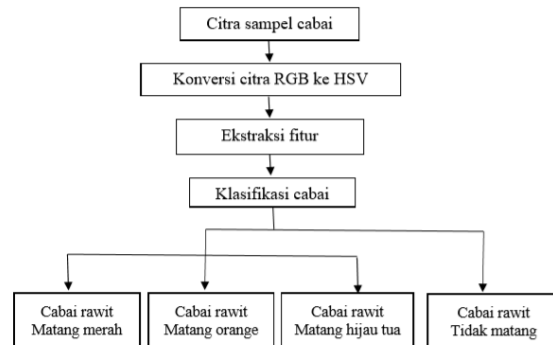 Citra sampel cabai
Konversi citra RGB ke HSV
Ekstraksi fitur
Klasifikasi cabai
Cabai rawit
Matang merah
Cabai rawit
Matang orange
Cabai rawit
Matang hijau tua
Cabai rawit
Tidak matang